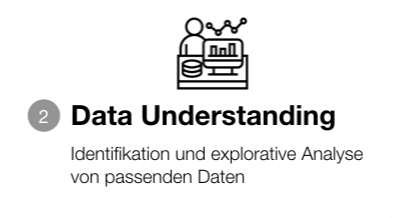 2 Data Understanding
Identifikation und explorative Analyse
von passenden Daten